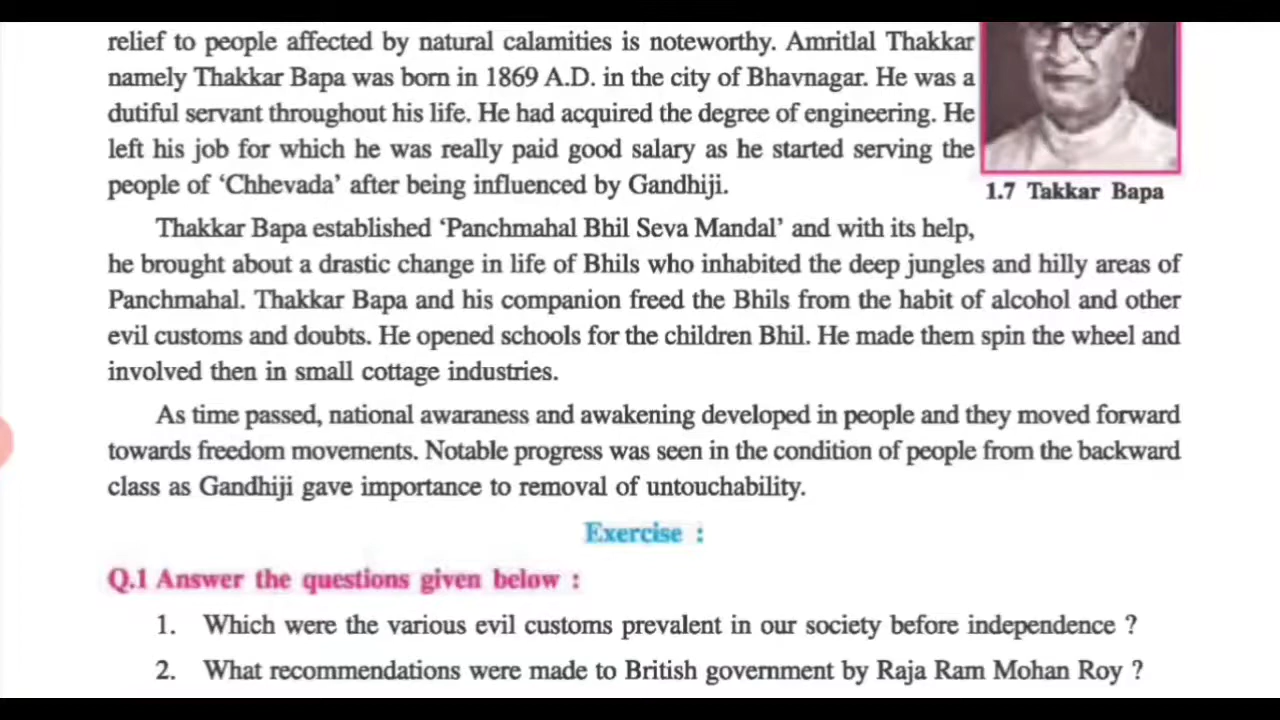 relief to people affected by natural calamities is noteworthy. Amritlal Thakkar
namely Thakkar Bapa was born in 1869 A.D. in the city of Bhavnagar. He was a
dutiful servant throughout his life. He had acquired the degree of engineering. He
left his job for which he was really paid good salary as he started serving the
people of ‘Chhevada’ after being influenced by Gandhiji.
1.7 Takkar Bapa
Thakkar Bapa established ‘Panchmahal Bhil Seva Mandal’ and with its help,
he brought about a drastic change in life of Bhils who inhabited the deep jungles and hilly areas of
Panchmahal. Thakkar Bapa and his companion freed the Bhils from the habit of alcohol and other
evil customs and doubts. He opened schools for the children Bhil. He made them spin the wheel and
involved then in small cottage industries.
As time passed, national awaraness and awakening developed in people and they moved forward
towards freedom movements. Notable progress was seen in the condition of people from the backward
class as Gandhiji gave importance to removal of untouchability.
Exercise :
Q.1 Answer the questions given below :
1. Which were the various evil customs prevalent in our society before independence ?
2. What recommendations were made to British government by Raja Ram Mohan Roy ?